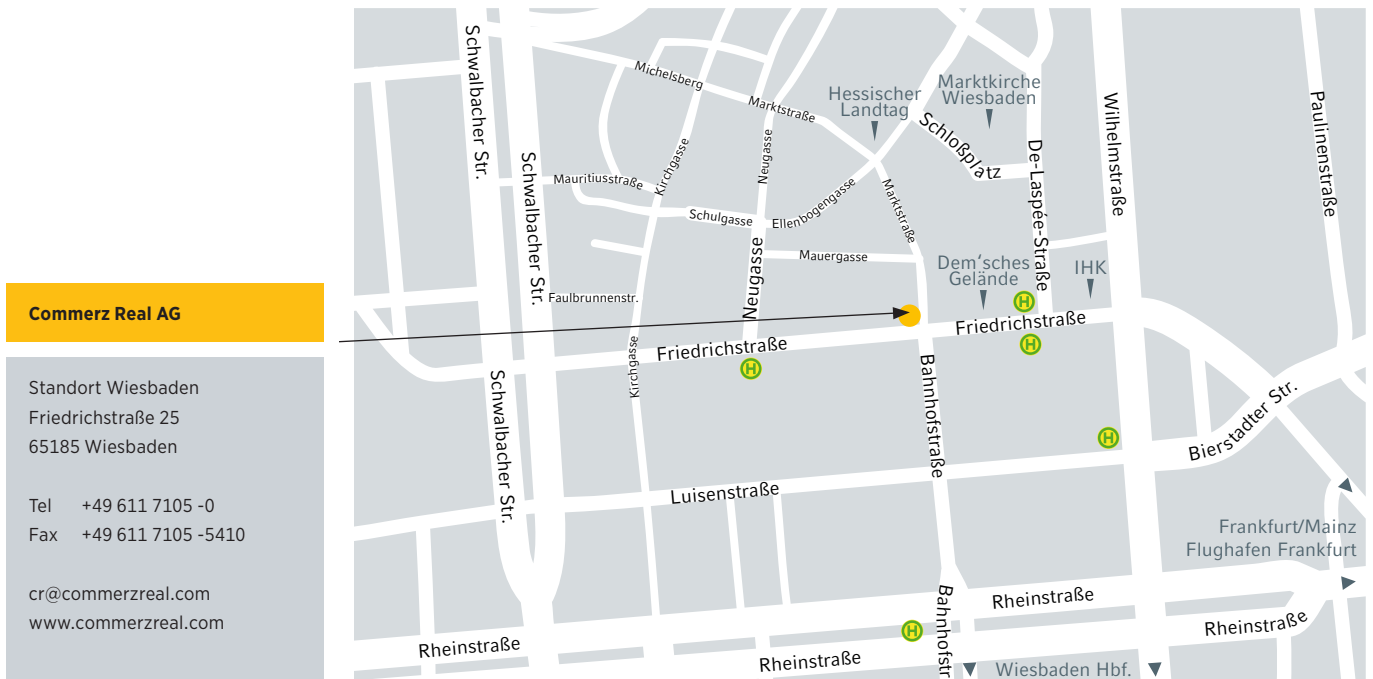 Commerz Real AG
Standort Wiesbaden
Friedrichstraße 25
65185 Wiesbaden
Tel +49 611 7105 -0
Fax +49 611 7105 -5410
cr@commerzreal.com
www.commerzreal.com
Schwalbacher Str.
Schwalbacher Str.
Schwalbacher Str.
Michelsberg
Marktstraße
Hessischer
Landtag
Marktkirche
Wiesbaden
Schloßplatz
De-Laspée-Straße
Wilhelmstraße
Paulinenstraße
Mauritiusstraße
Kirchgasse
Neugasse
Schulgasse
Ellenbogengasse
Marktstraße
Neugasse
Mauergasse
Dem'sches
Gelände
IHK
Faulbrunnenstr.
H
Friedrichstraße
H
Friedrichstraße
H
Kirchgasse
Bahnhofstraße
Bierstadter Str.
H
Luisenstraße
Frankfurt/Mainz
Flughafen Frankfurt
Rheinstraße
Bahnhofstr
H
Rheinstraße
Rheinstraße
Rheinstraße
Wiesbaden Hbf.